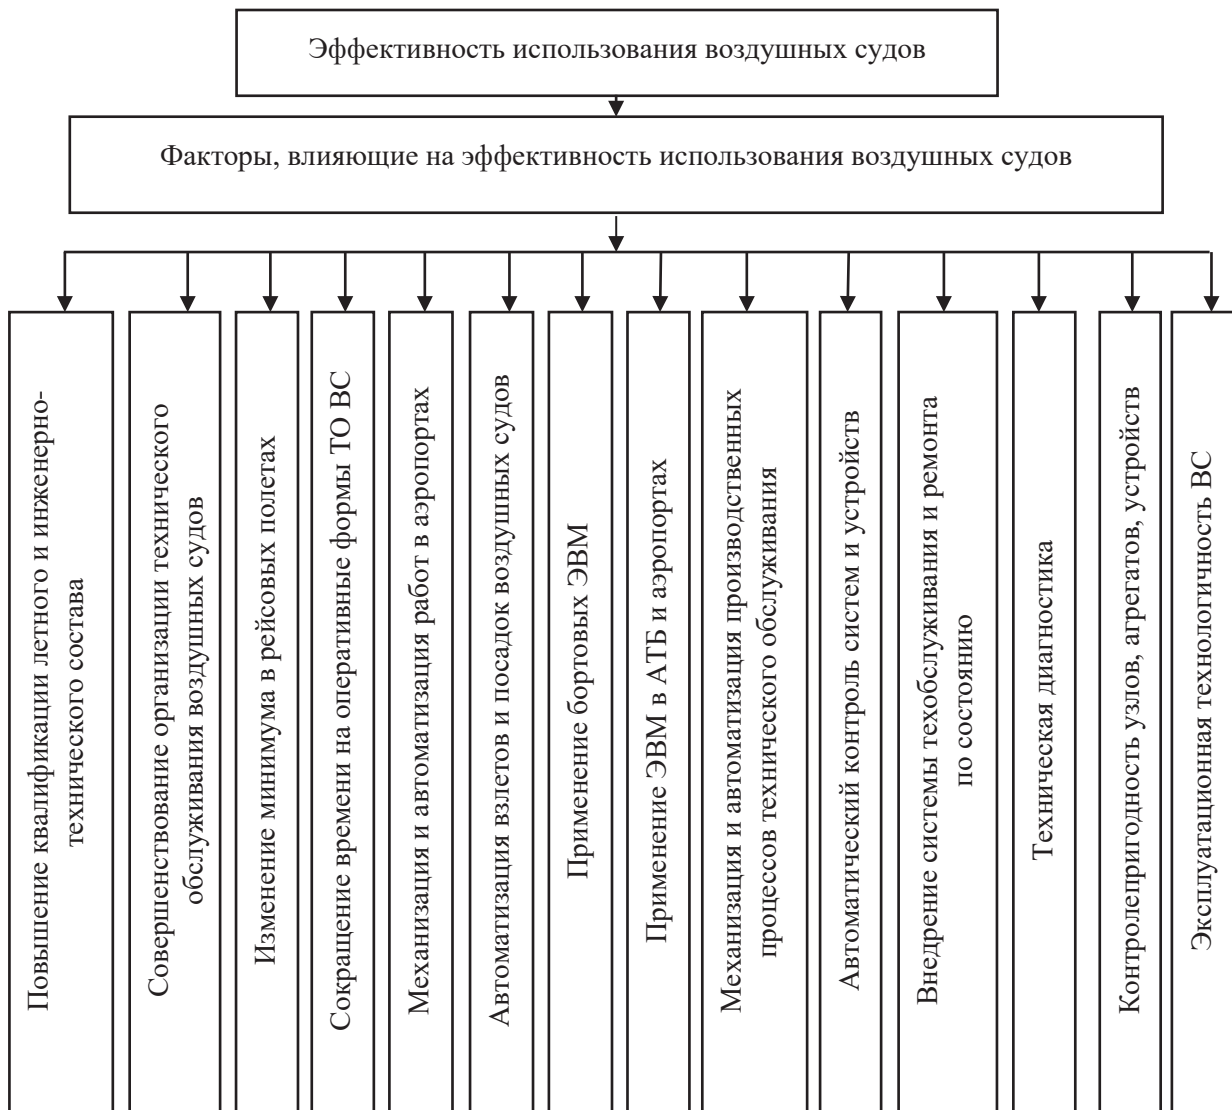 Эффективность использования воздушных судов
Факторы, влияющие на эффективность использования воздушных судов
Повышение квалификации летного и инженерно-
технического состава
Совершенствование организации технического
обслуживания воздушных судов
Изменение минимума в рейсовых полетах
Сокращение времени на оперативные формы ТО ВС
Механизация и автоматизация работ в аэропортах
Автоматизация взлетов и посадок воздушных судов
Применение бортовых ЭВМ
Применение ЭВМ в АТБ и аэропортах
Механизация и автоматизация производственных
процессов технического обслуживания
Автоматический контроль систем и устройств
Внедрение системы техобслуживания и ремонта
по состоянию
Техническая диагностика
Контролепригодность узлов, агрегатов, устройств
Эксплуатационная технологичность ВС